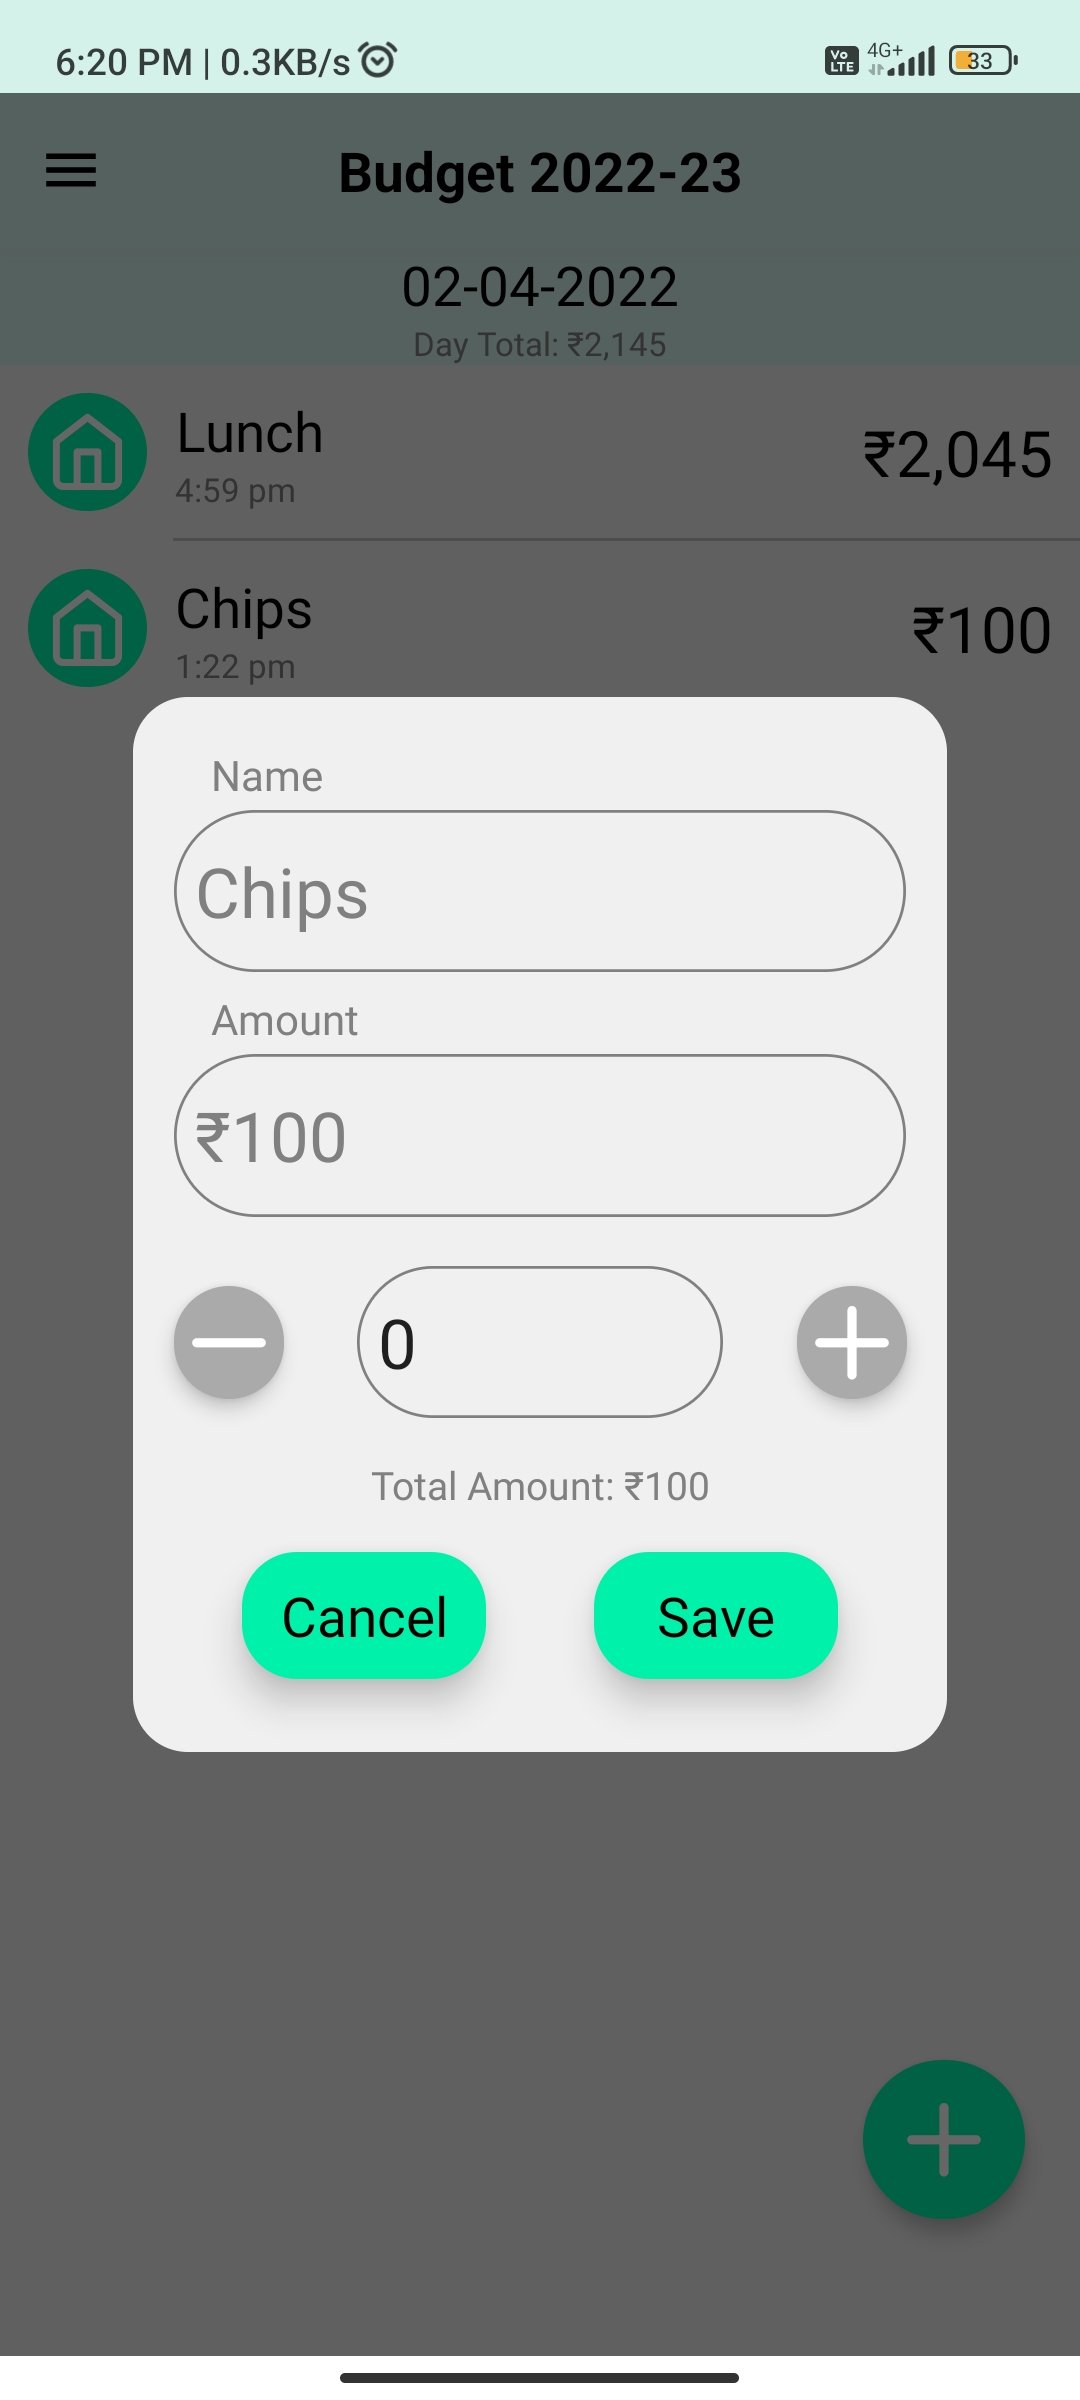 6:20 PM | 0.3KB/s
Vo LTE 4G+ 33
Budget 2022-23
02-04-2022
Day Total: ₹2,145
Lunch ₹2,045
4:59 pm
Chips ₹100
1:22 pm
Name
Chips
Amount
₹100
0
Total Amount: ₹100
Cancel Save